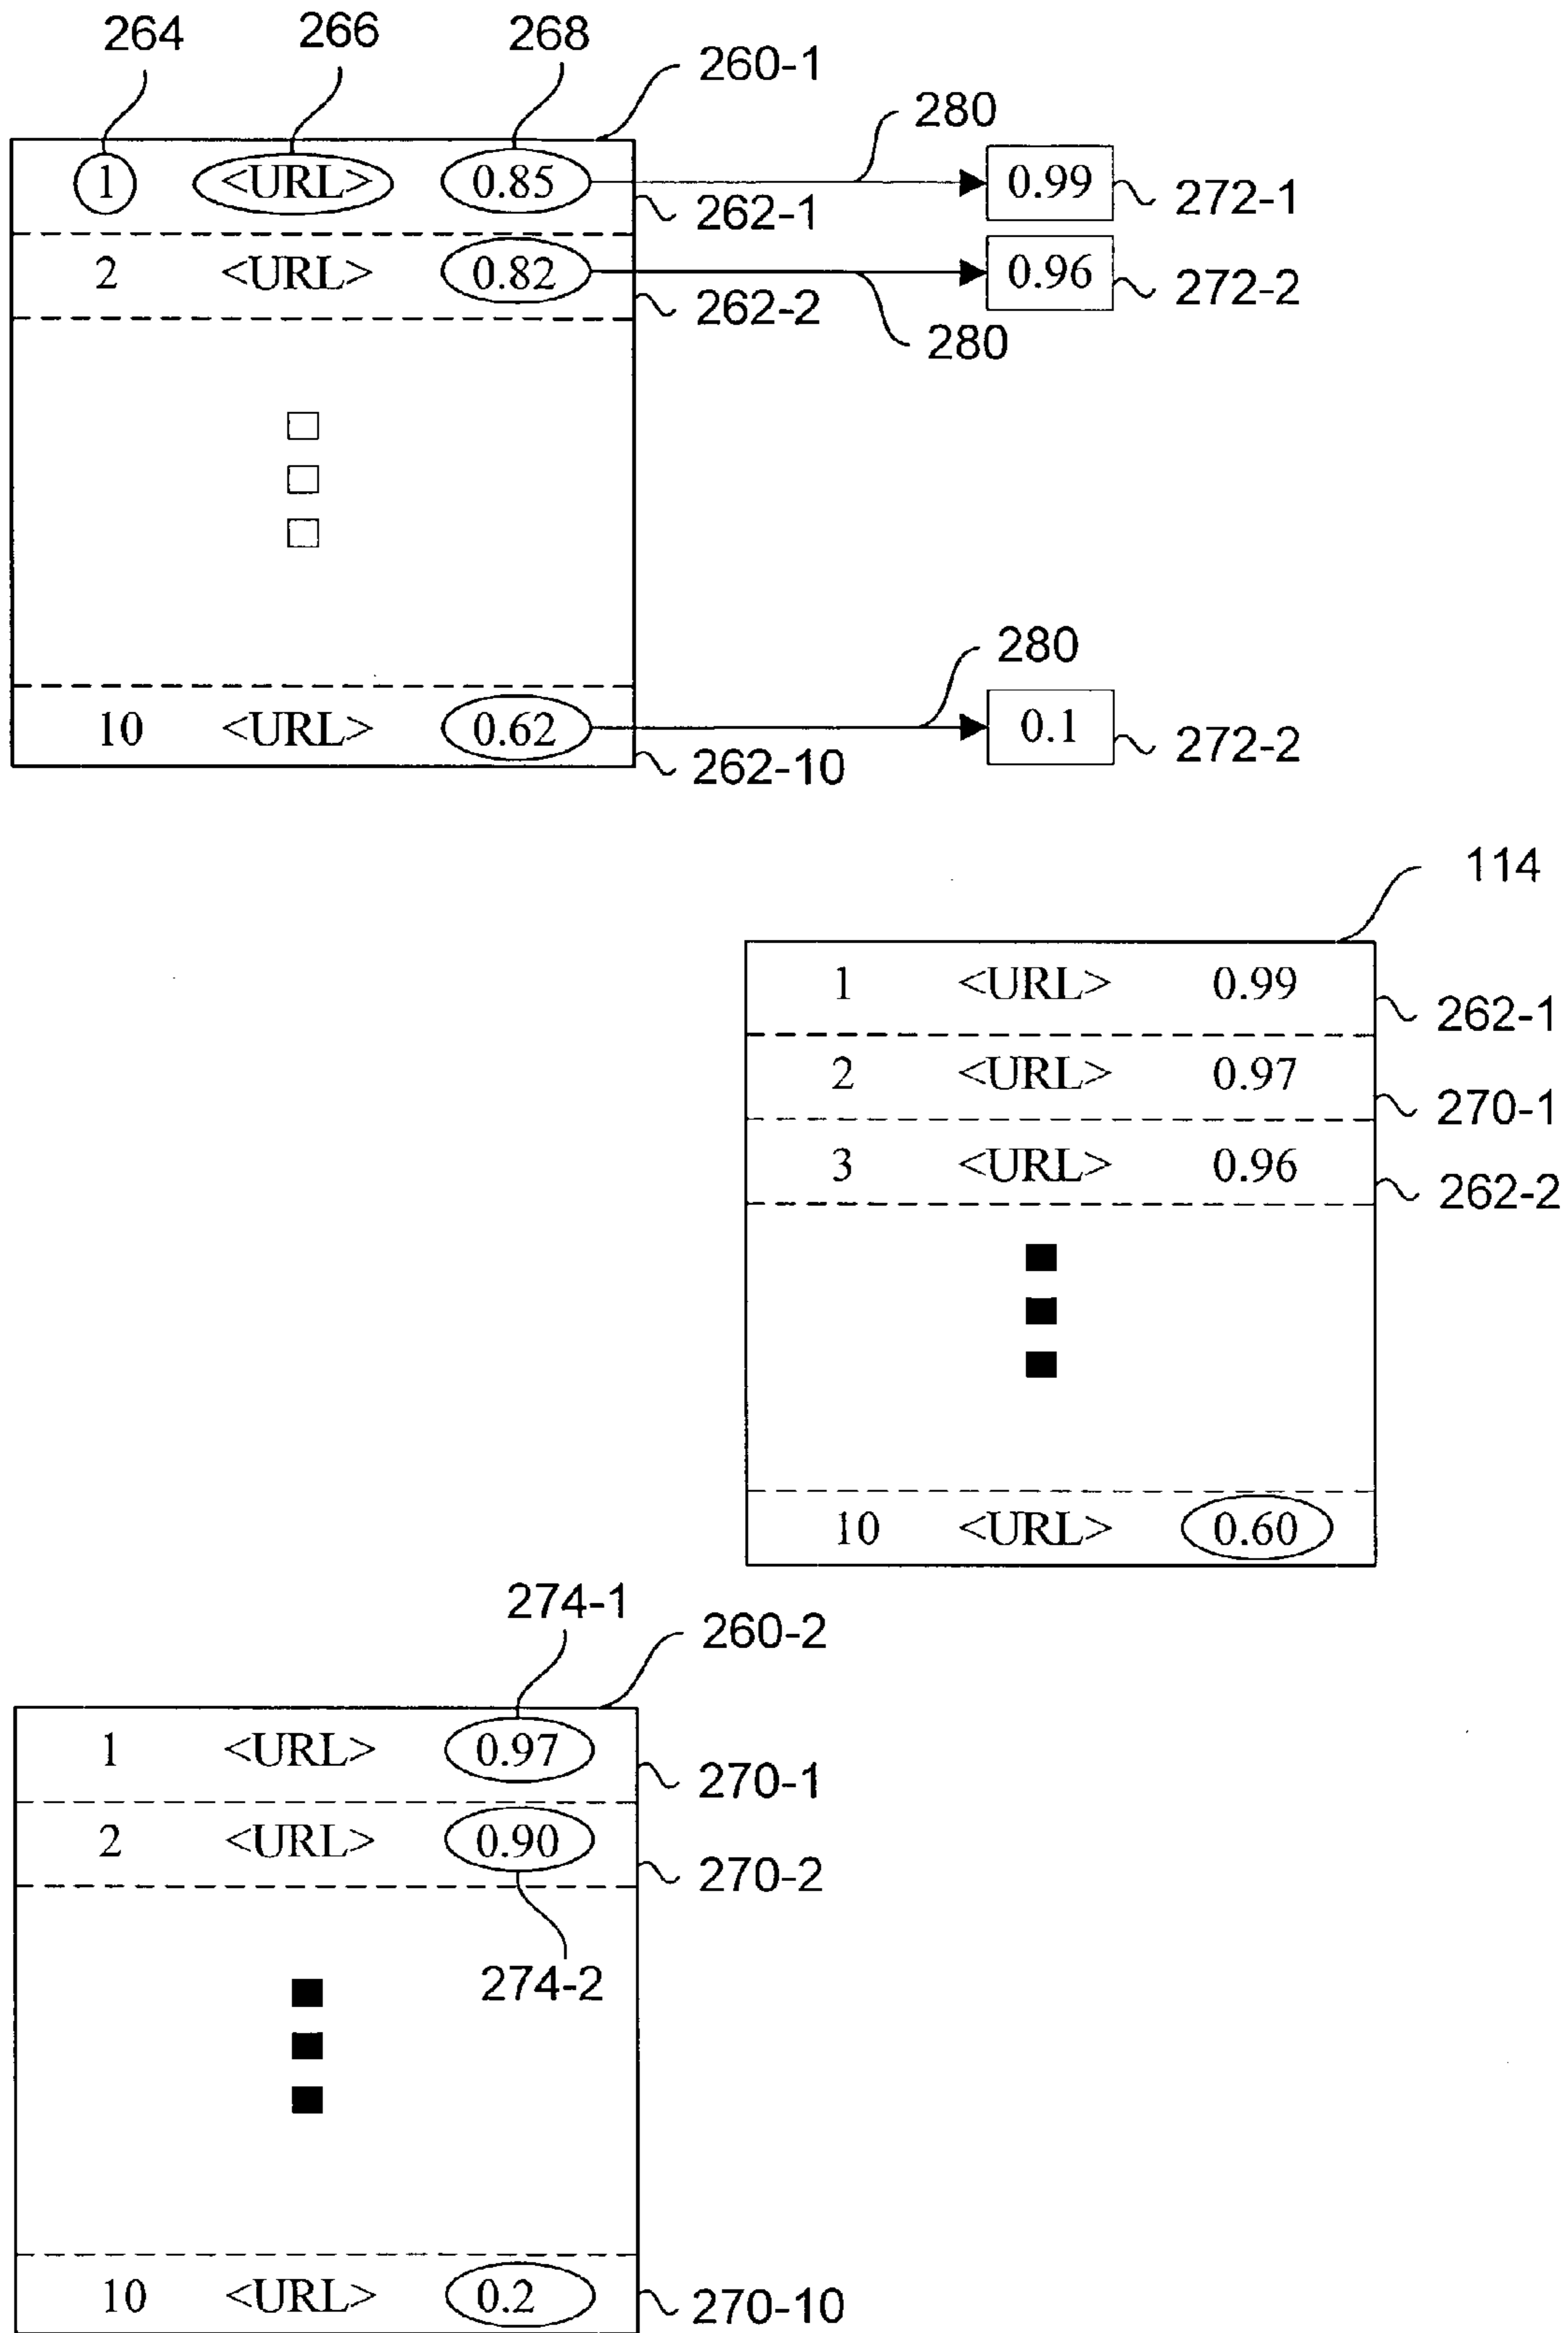 264 266 268 260-1
280
1 <URL> 0.85 0.99
262-1 272-1
2 <URL> 0.82 0.96
262-2 272-2
280
280
10 <URL> 0.62 0.1
262-10 272-2
114
1 <URL> 0.99
262-1
2 <URL> 0.97
270-1
3 <URL> 0.96
262-2
10 <URL> 0.60
274-1 260-2
1 <URL> 0.97
270-1
2 <URL> 0.90
270-2
274-2
10 <URL> 0.2
270-10